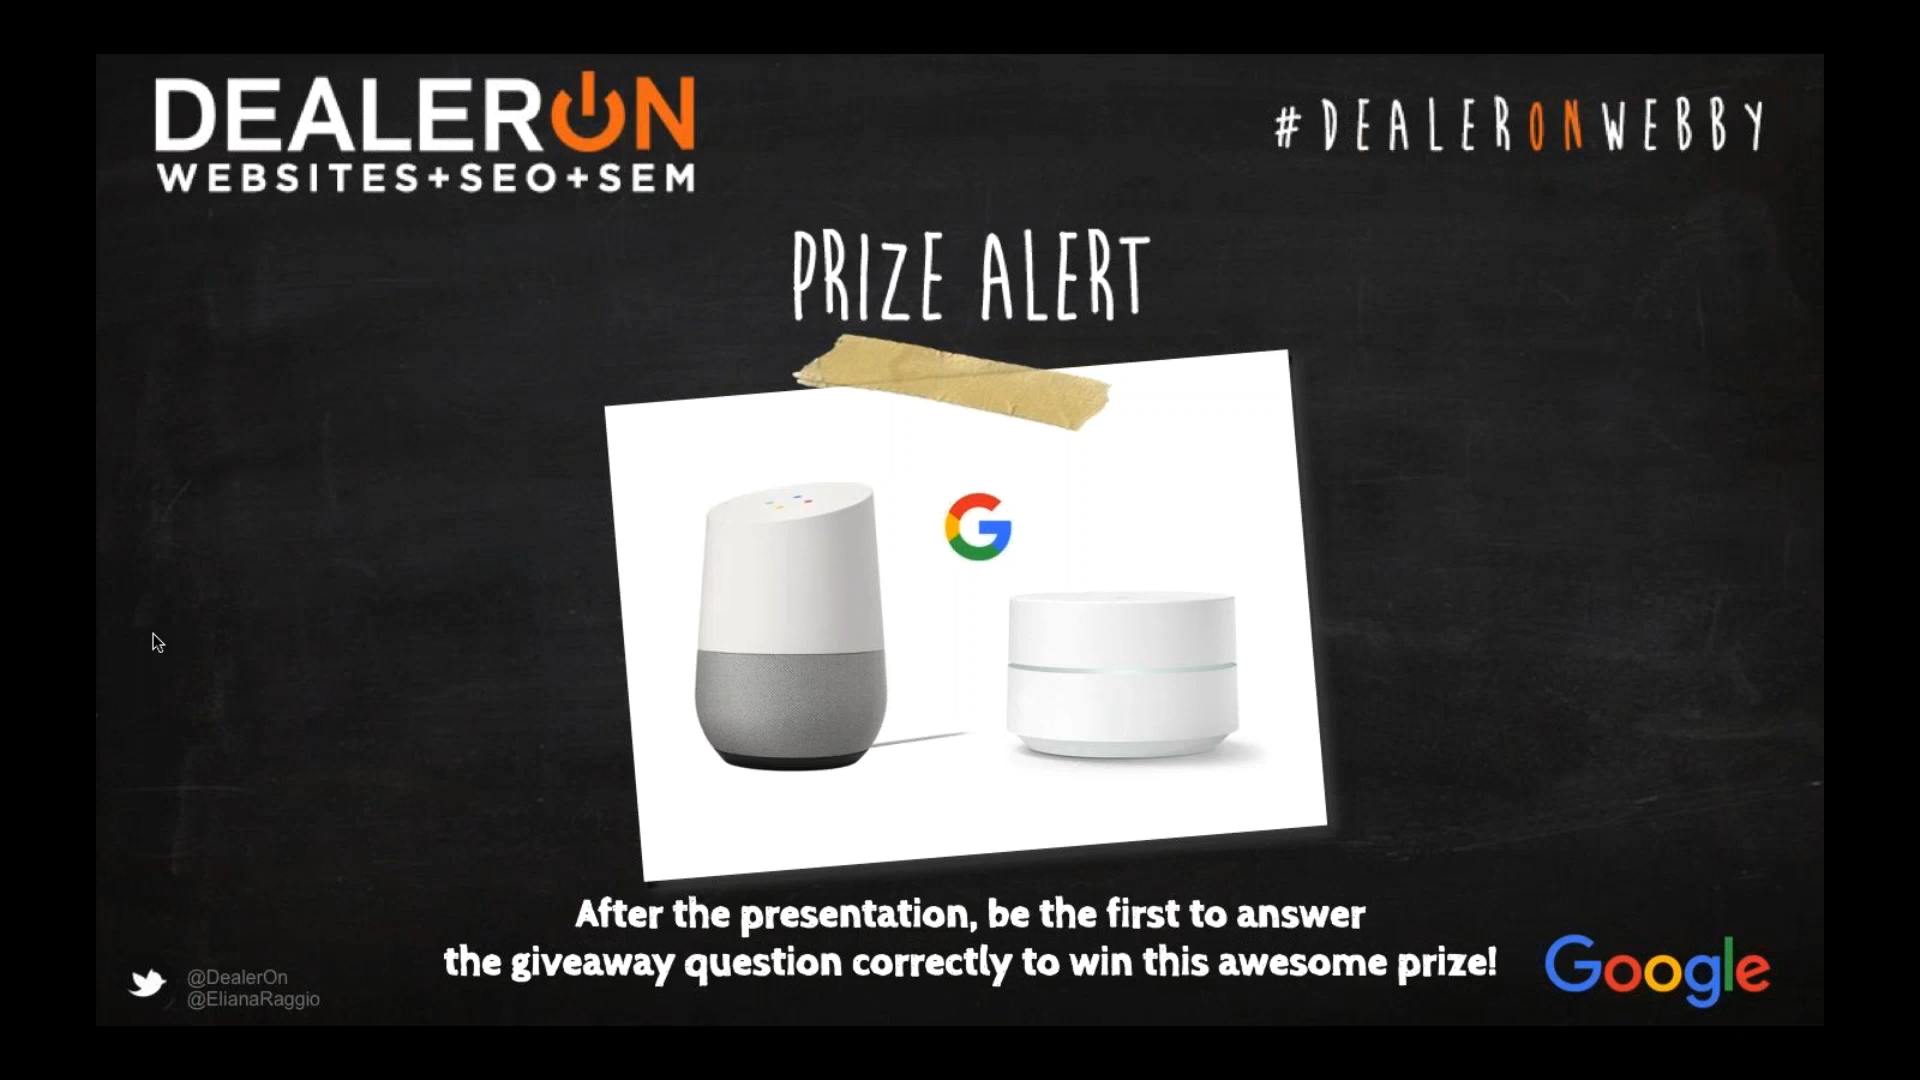 DEALERON
WEBSITES+SEO+SEM
#DEALERONWEBBY
PRIZE ALERT
G
After the presentation, be the first to answer
the giveaway question correctly to win this awesome prize!
@DealerOn
@ElianaRaggio
Google